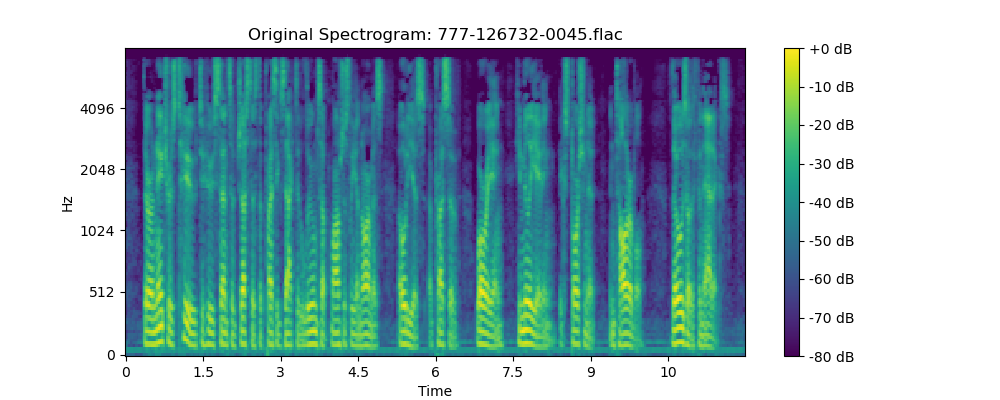 Original Spectrogram: 777-126732-0045.flac
Hz
4096
2048
1024
512
0
0 1.5 3 4.5 6 7.5 9 10
Time
+0 dB
-10 dB
-20 dB
-30 dB
-40 dB
-50 dB
-60 dB
-70 dB
-80 dB